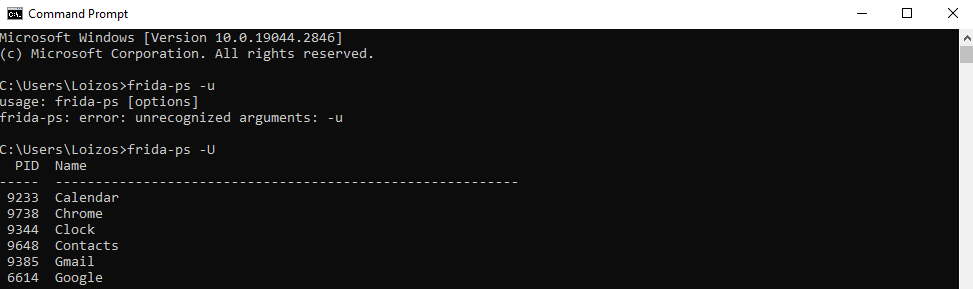 Command Prompt
Microsoft Windows [Version 10.0.19044.2846]
(c) Microsoft Corporation. All rights reserved.
C:\Users\Loizos>frida-ps -u
usage: frida-ps [options]
frida-ps: error: unrecognized arguments: -u
C:\Users\Loizos>frida-ps -U
  PID  Name
-----  ----------------------------------------------------------
 9233  Calendar
 9738  Chrome
 9344  Clock
 9648  Contacts
 9385  Gmail
 6614  Google